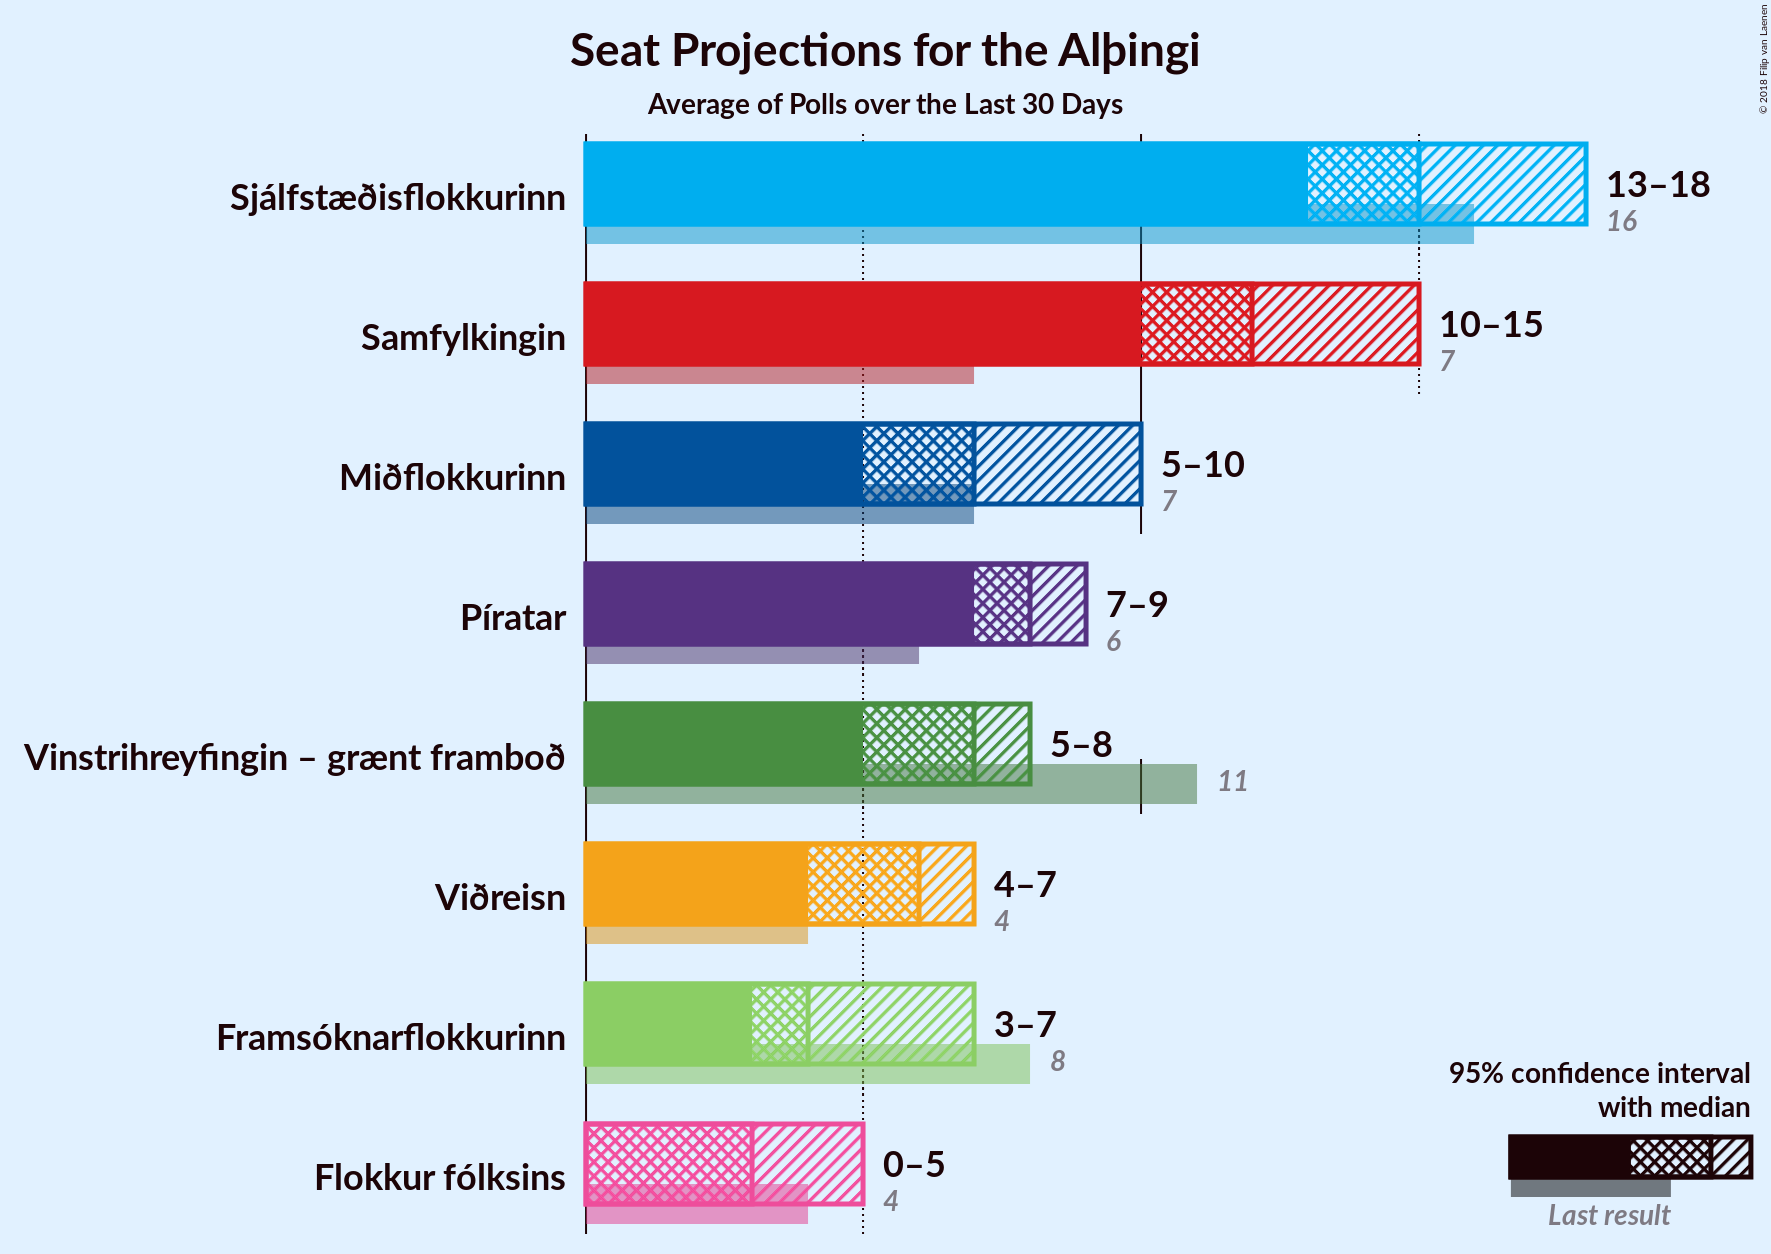 Seat Projections for the Alþingi
Average of Polls over the Last 30 Days
© 2018 Filip van Laenen
Sjálfstæðisflokkurinn
13–18
16
Samfylkingin
10–15
7
Miðflokkurinn
5–10
7
Píratar
7–9
6
Vinstrihreyfingin – grænt framboð
5–8
11
Viðreisn
4–7
4
Framsóknarflokkurinn
3–7
8
Flokkur fólksins
0–5
4
95% confidence interval
with median
Last result